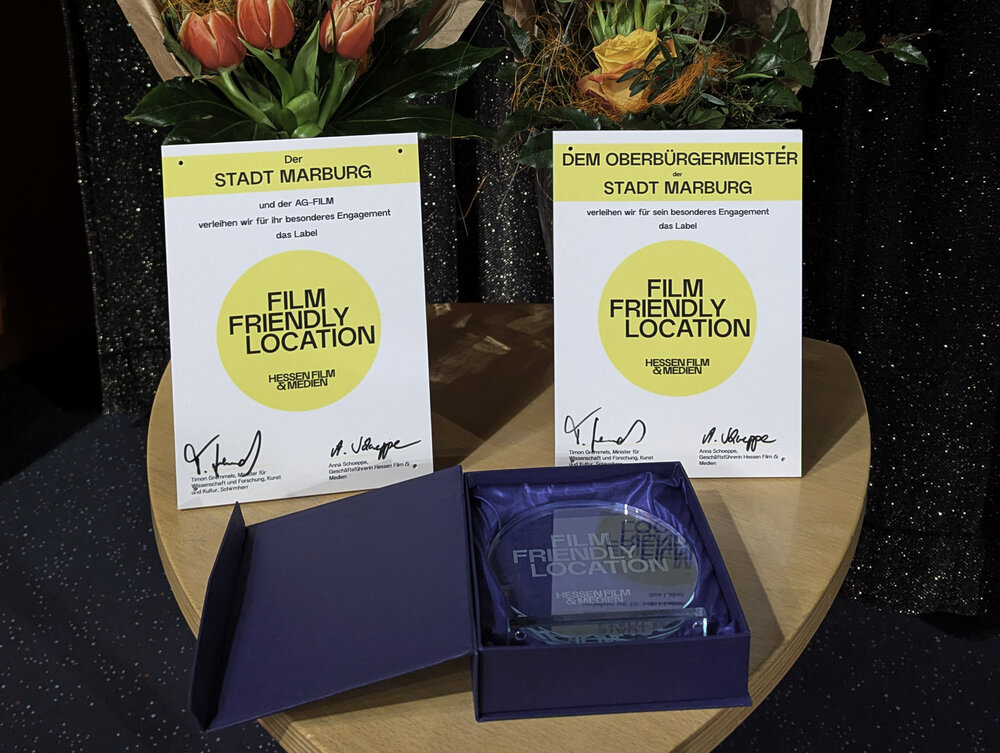 Der
STADT MARBURG
und der AG-FILM
verleihen wir für ihr besonderes Engagement
das Label
FILM
FRIENDLY
LOCATION
HESSEN FILM
& MEDIEN
Timon Gremmels, Minister für
Wissenschaft und Forschung, Kunst
und Kultur, Schirmherr
Anna Schoeppe,
Geschäftsführerin Hessen Film &
Medien
DEM OBERBÜRGERMEISTER
der
STADT MARBURG
verleihen wir für sein besonderes Engagement
das Label
FILM
FRIENDLY
LOCATION
HESSEN FILM
& MEDIEN
Timon Gremmels, Minister für
Wissenschaft und Forschung, Kunst
und Kultur,
Anna Schoeppe,
Geschäftsführerin Hessen Film &
Medien
FILM
FRIENDLY
LOCATION
HESSEN FILM
& MEDIEN